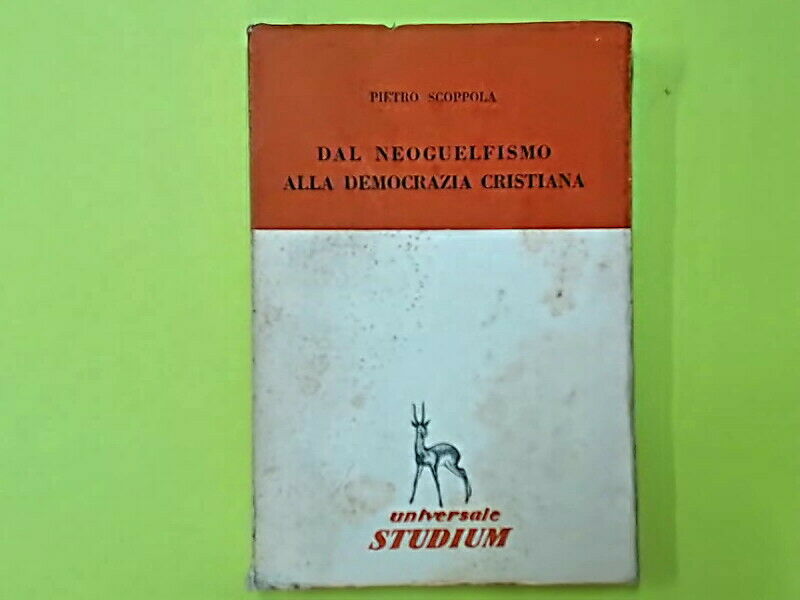 PIETRO SCOPPOLA
DAL NEOGUELFISMO
ALLA DEMOCRAZIA CRISTIANA
universale
STUDIUM